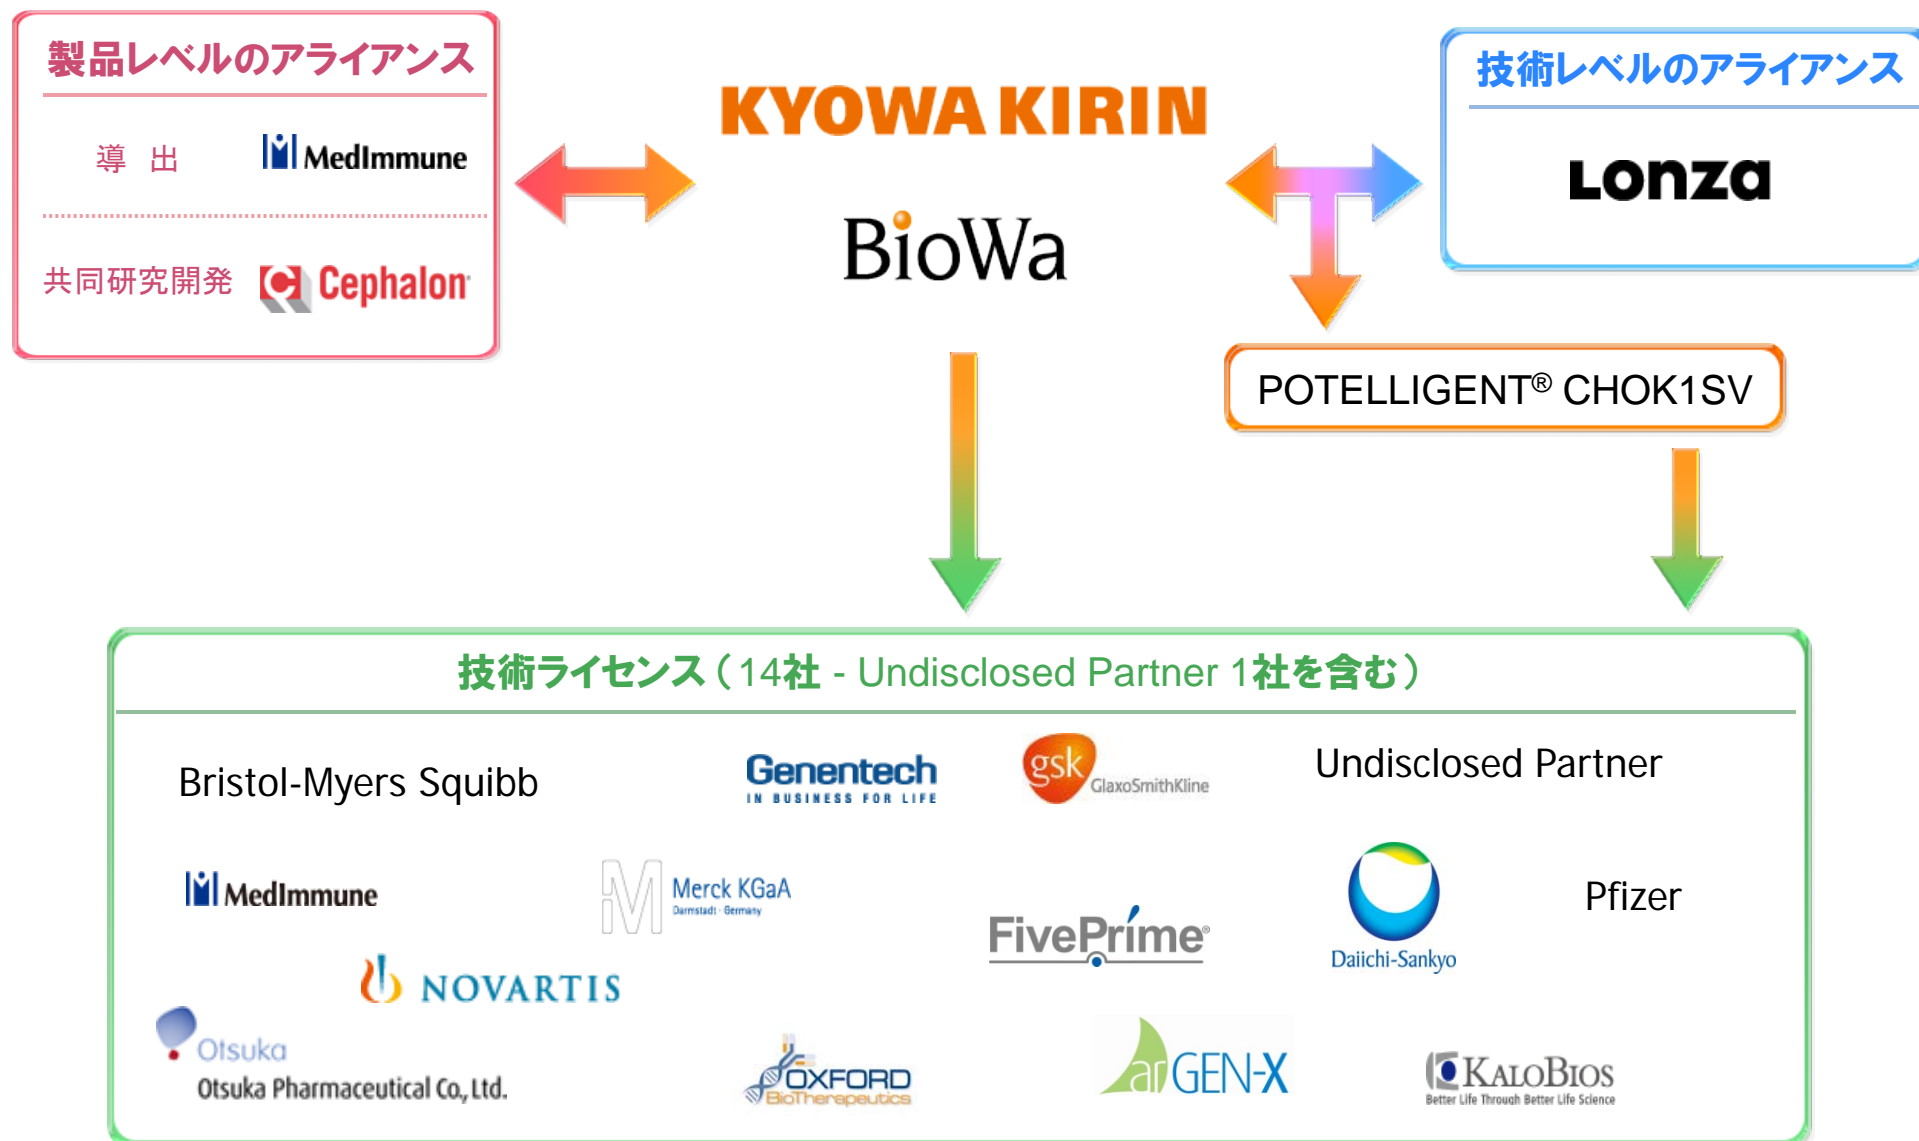 製品レベルのアライアンス
導 出
MedImmune
共同研究開発
Cephalon
KYOWA KIRIN
BioWa
技術レベルのアライアンス
Lonza
POTELLIGENT® CHOK1SV
技術ライセンス（14社 - Undisclosed Partner 1社を含む）
Bristol-Myers Squibb
Genentech
IN BUSINESS FOR LIFE
gsk
GlaxoSmithKline
Undisclosed Partner
MedImmune
Merck KGaA
Darmstadt · Germany
FivePrime®
Daiichi-Sankyo
Pfizer
NOVARTIS
Otsuka
Otsuka Pharmaceutical Co., Ltd.
OXFORD
BioTherapeutics
arGEN-X
KALOBIOS
Better Life Through Better Life Science